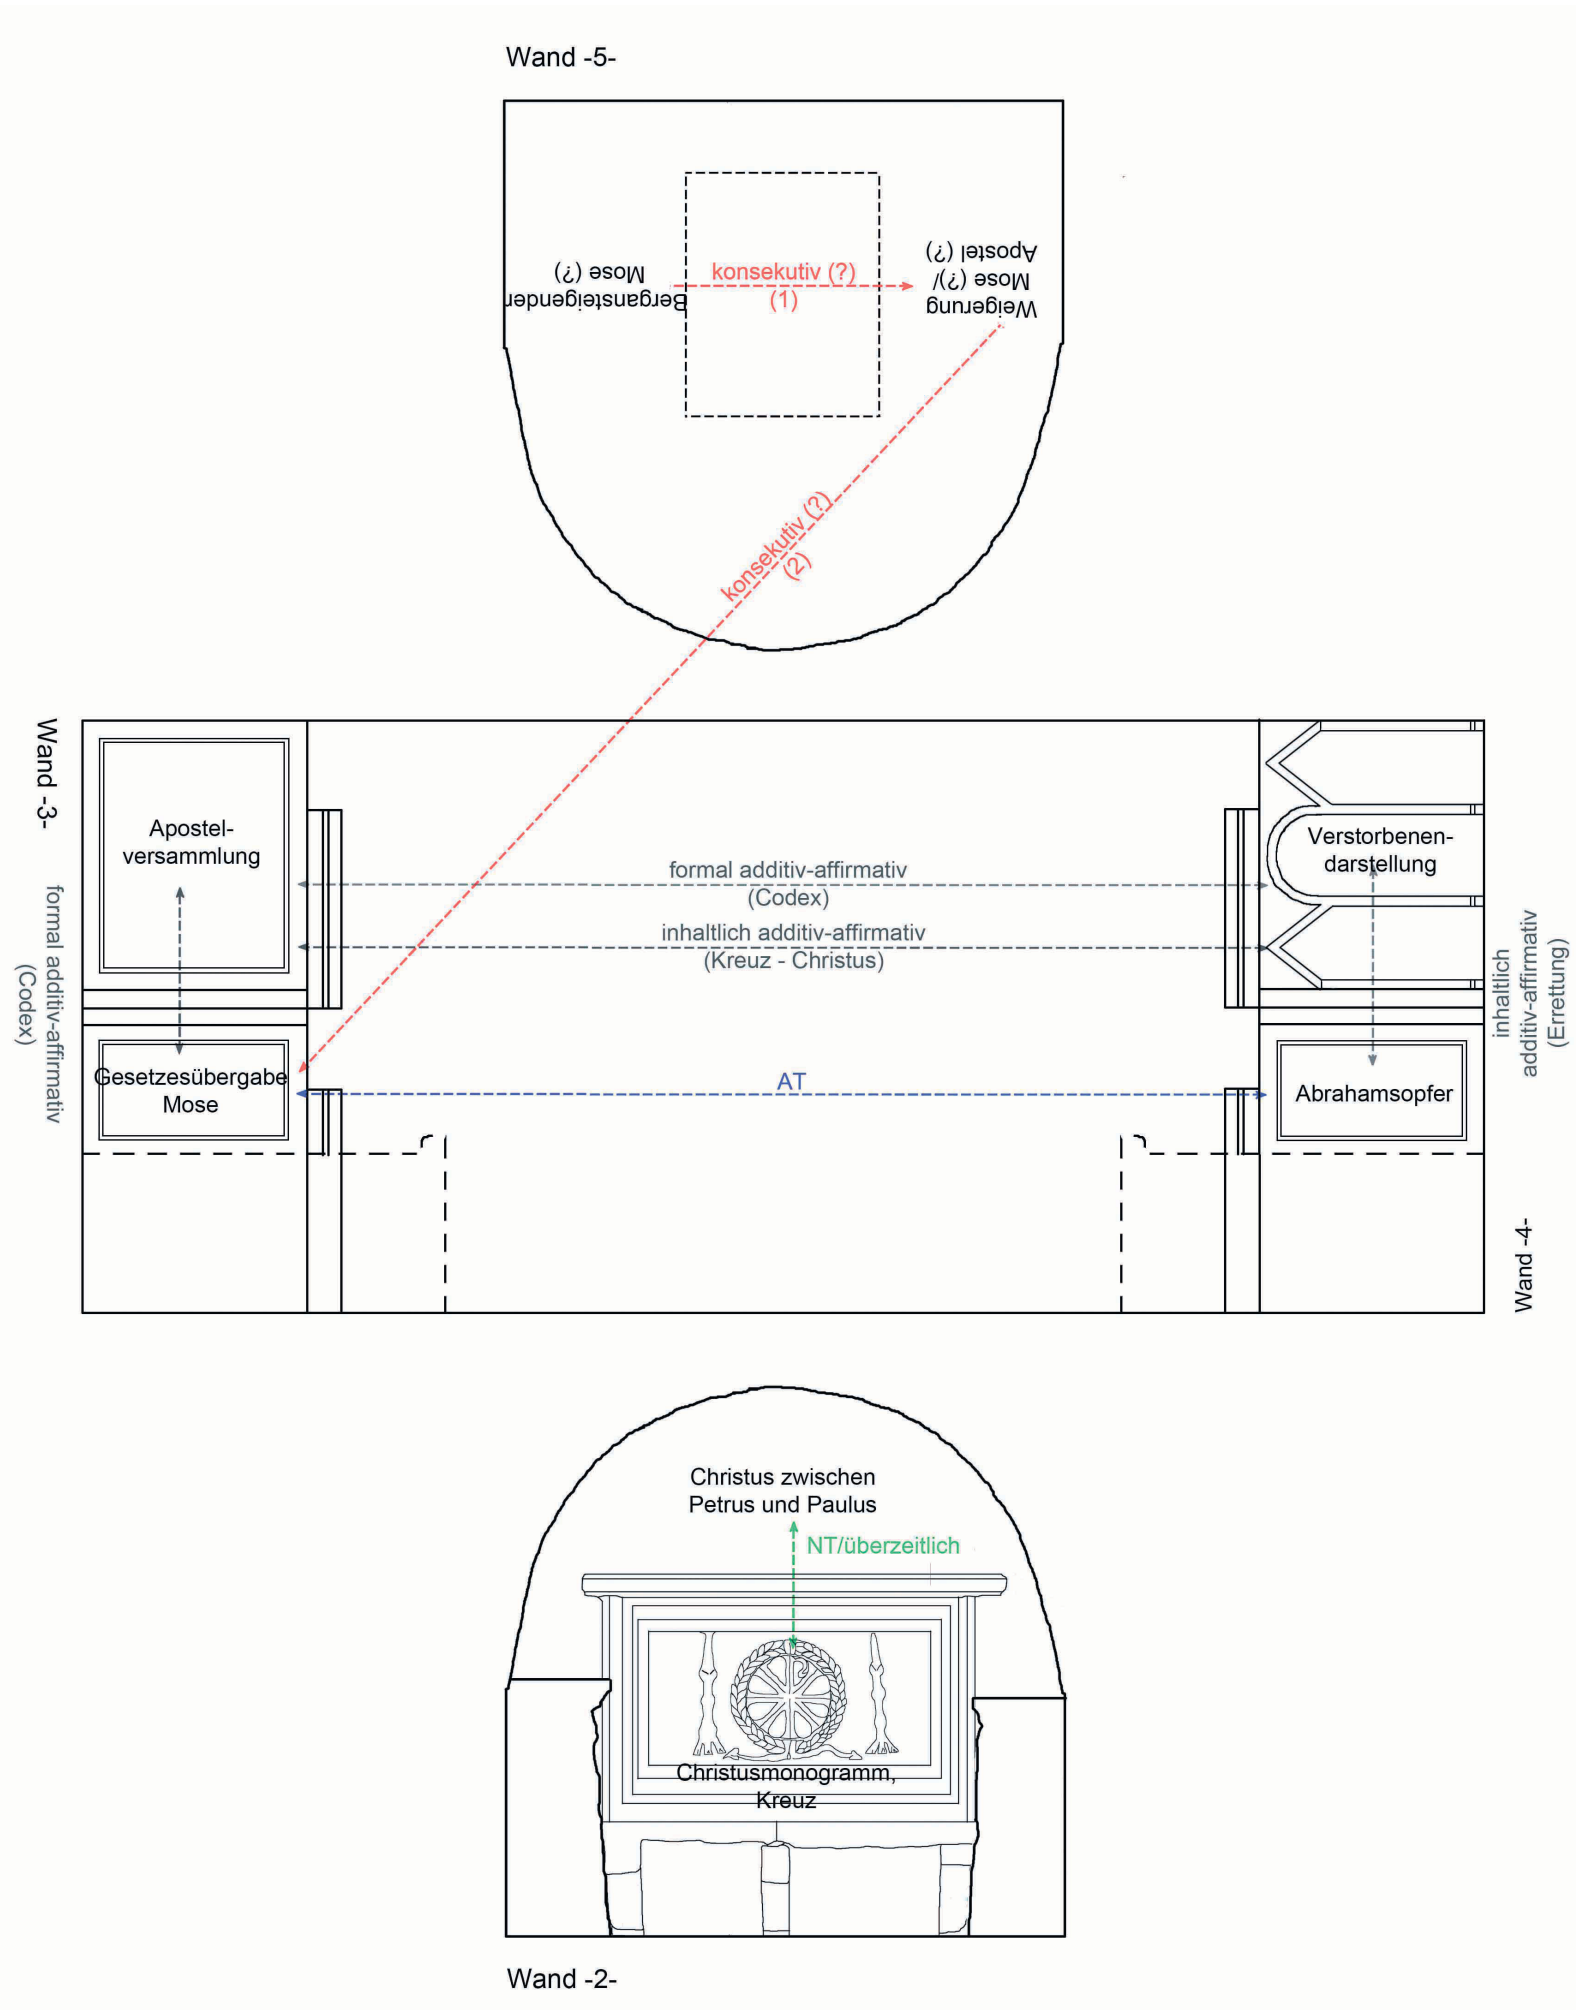 Wand -5-
Bergansteigender
Mose (?)
konsekutiv (?)
(1)
Weigerung
Mose (?)/
Apostel (?)
konsekutiv (?)
(2)
Wand -3-
formal additiv-affirmativ
(Codex)
Apostel-
versammlung
Gesetzesübergabe
Mose
formal additiv-affirmativ
(Codex)
inhaltlich additiv-affirmativ
(Kreuz - Christus)
AT
Verstorbenen-
darstellung
Abrahamsopfer
inhaltlich
additiv-affirmativ
(Errettung)
Wand -4-
Christus zwischen
Petrus und Paulus
NT/überzeitlich
Christusmonogramm,
Kreuz
Wand -2-